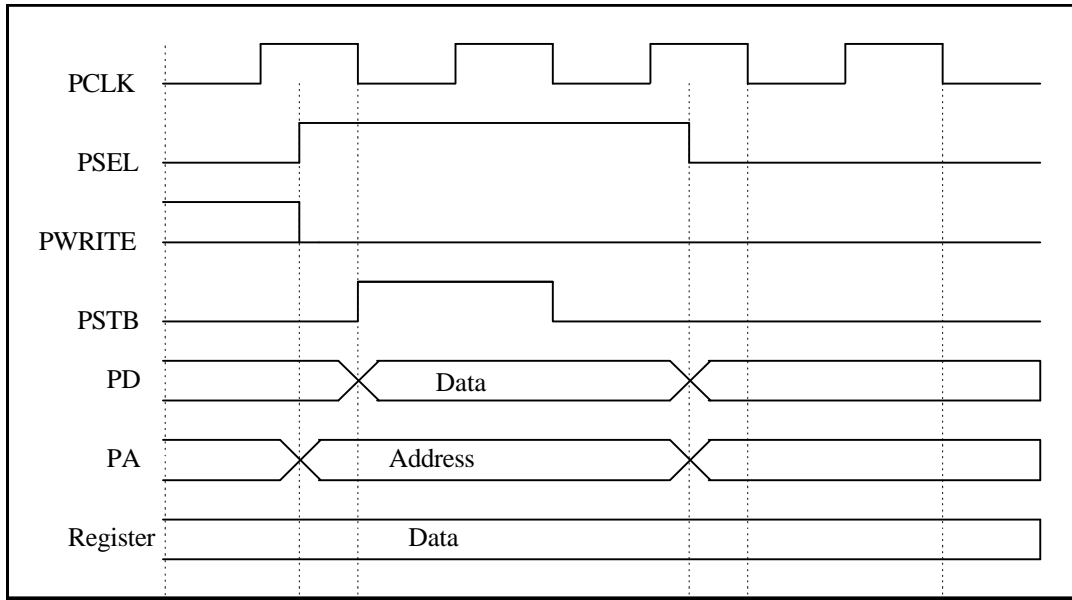 PCLK
PSEL
PWRITE
PSTB
PD Data
PA Address
Register Data